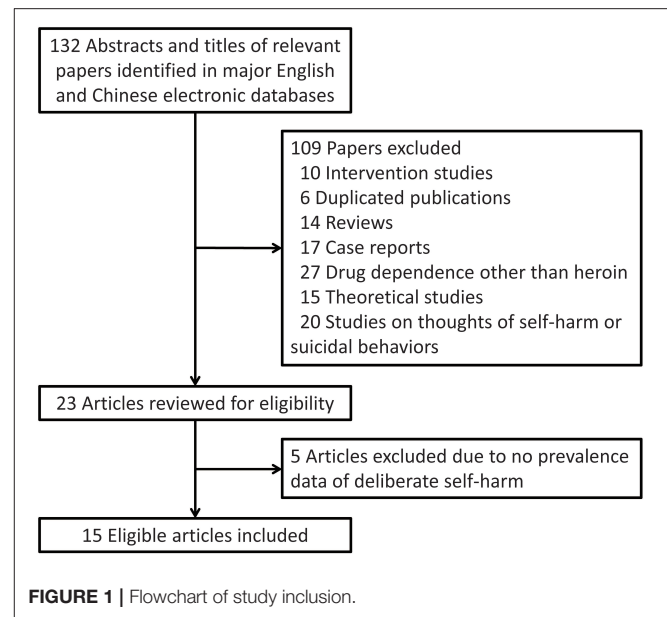 132 Abstracts and titles of relevant
papers identified in major English
and Chinese electronic databases
109 Papers excluded
10 Intervention studies
6 Duplicated publications
14 Reviews
17 Case reports
27 Drug dependence other than heroin
15 Theoretical studies
20 Studies on thoughts of self-harm or
suicidal behaviors
23 Articles reviewed for eligibility
5 Articles excluded due to no prevalence
data of deliberate self-harm
15 Eligible articles included
FIGURE 1 | Flowchart of study inclusion.